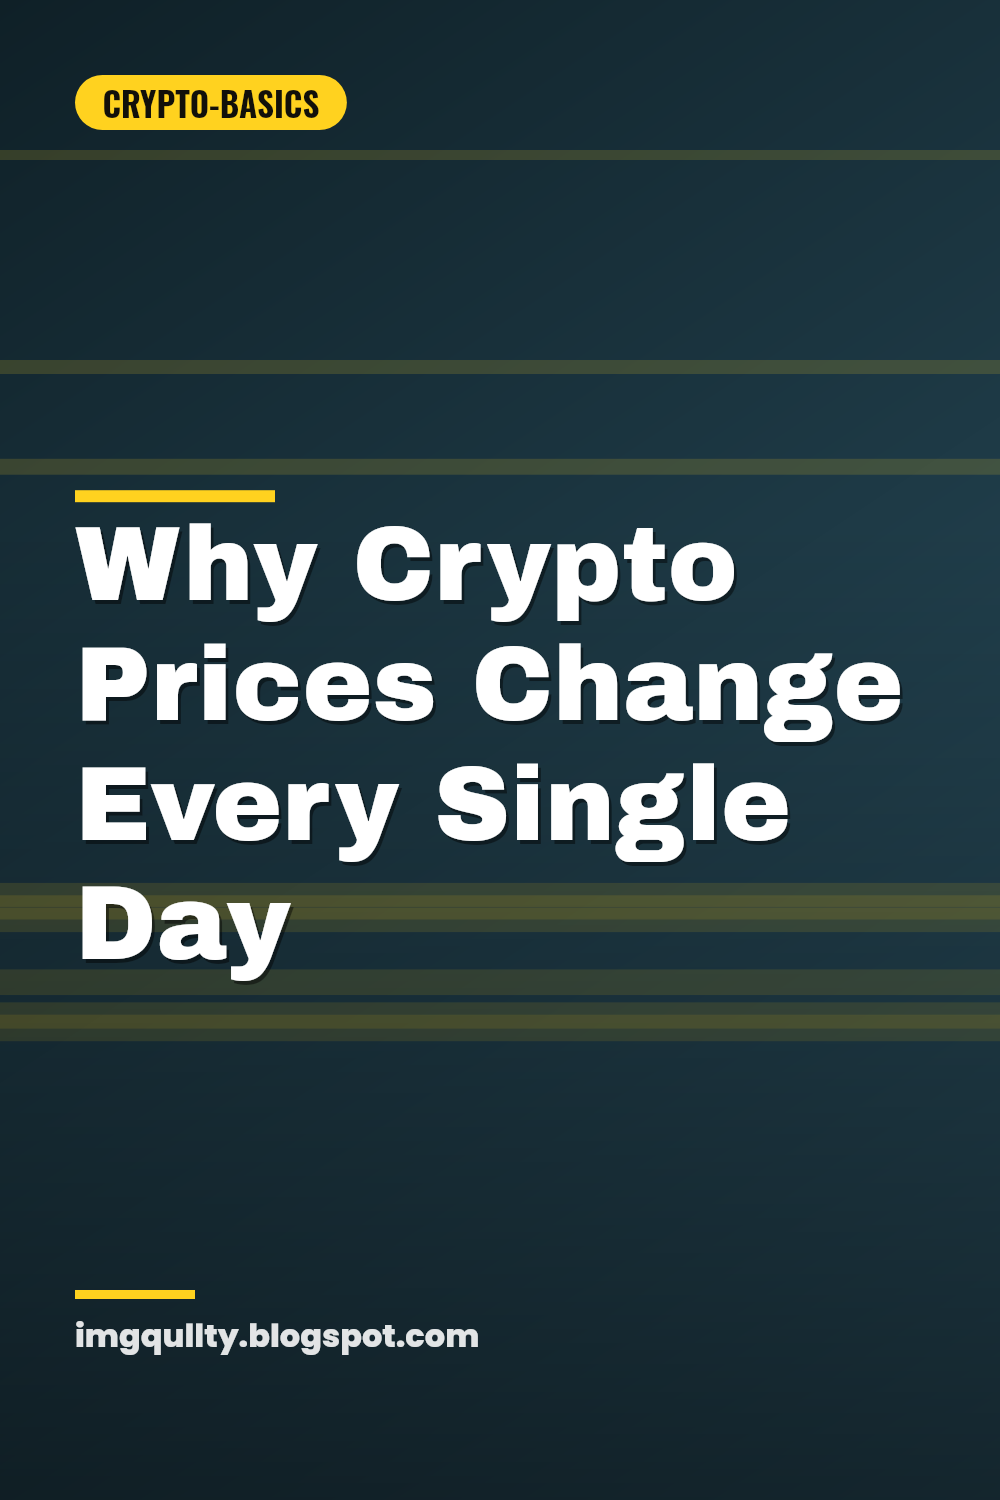 CRYPTO-BASICS
Why Crypto
Prices Change
Every Single
Day
imgqullty.blogspot.com